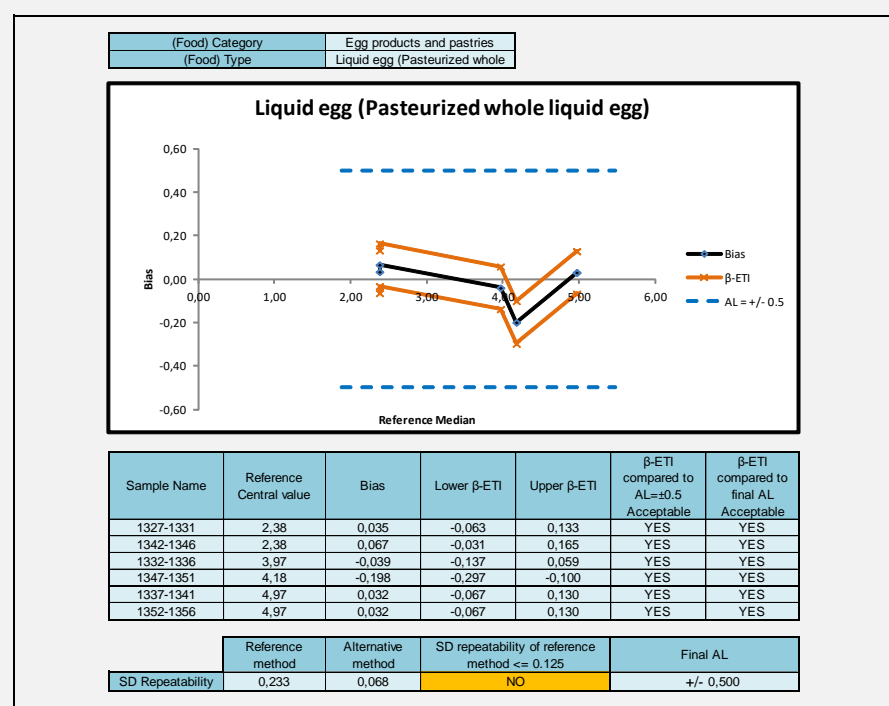 (Food) Category Egg products and pastries
(Food) Type Liquid egg (Pasteurized whole
Liquid egg (Pasteurized whole liquid egg)
0,60
0,40
0,20
0,00
-0,20
-0,40
-0,60
0,00 1,00 2,00 3,00 4,00 5,00 6,00
Bias
Reference Median
Bias
β-ETI
AL = +/- 0.5
Sample Name Reference Central value Bias Lower β-ETI Upper β-ETI β-ETI compared to AL=±0.5 Acceptable β-ETI compared to final AL Acceptable
1327-1331 2,38 0,035 -0,063 0,133 YES YES
1342-1346 2,38 0,067 -0,031 0,165 YES YES
1332-1336 3,97 -0,039 -0,137 0,059 YES YES
1347-1351 4,18 -0,198 -0,297 -0,100 YES YES
1337-1341 4,97 0,032 -0,067 0,130 YES YES
1352-1356 4,97 0,032 -0,067 0,130 YES YES
Reference method Alternative method SD repeatability of reference method <= 0.125 Final AL
SD Repeatability 0,233 0,068 NO +/- 0,500